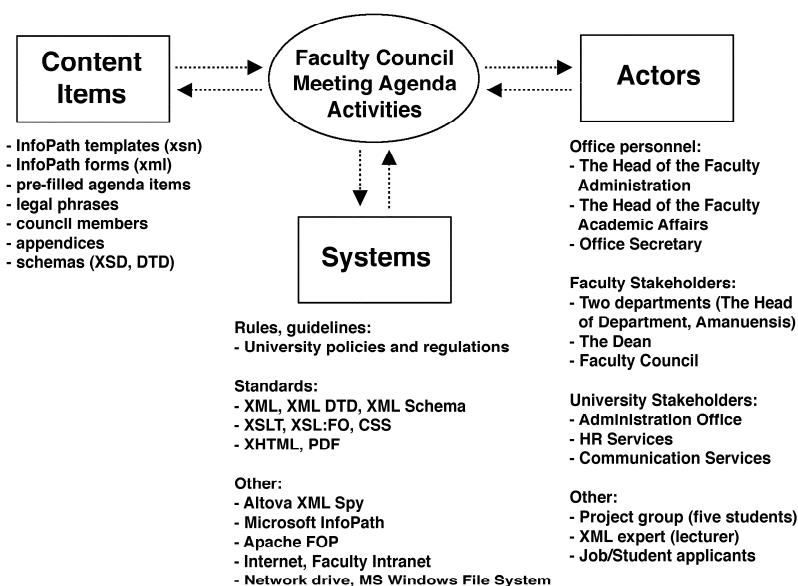 Content
Items
Faculty Council
Meeting Agenda
Activities
Actors
- InfoPath templates (xsn)
- InfoPath forms (xml)
- pre-filled agenda items
- legal phrases
- council members
- appendices
- schemas (XSD, DTD)
Systems
Rules, guidelines:
- University policies and regulations
Standards:
- XML, XML DTD, XML Schema
- XSLT, XSL:FO, CSS
- XHTML, PDF
Other:
- Altova XML Spy
- Microsoft InfoPath
- Apache FOP
- Internet, Faculty Intranet
- Network drive, MS Windows File System
Office personnel:
- The Head of the Faculty
Administration
- The Head of the Faculty
Academic Affairs
- Office Secretary
Faculty Stakeholders:
- Two departments (The Head
of Department, Amanuensis)
- The Dean
- Faculty Council
University Stakeholders:
- Administration Office
- HR Services
- Communication Services
Other:
- Project group (five students)
- XML expert (lecturer)
- Job/Student applicants